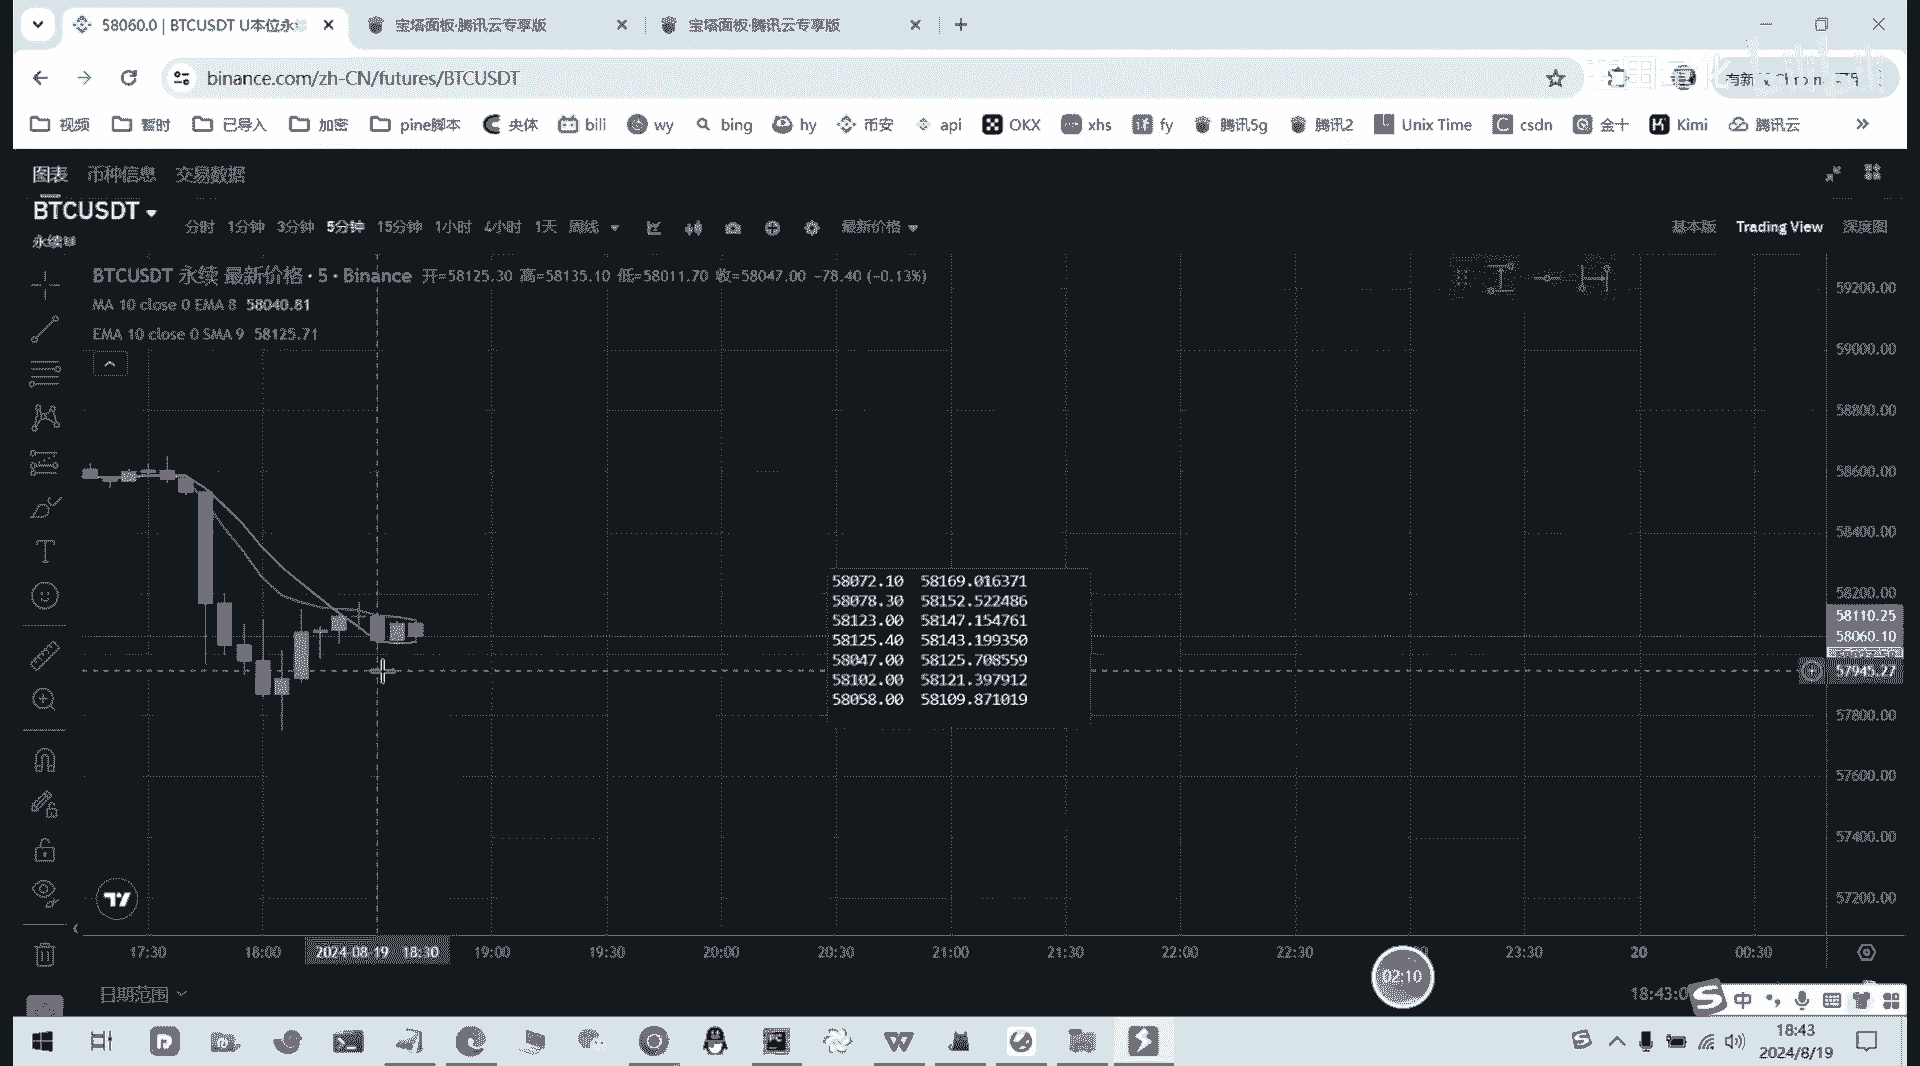 58060.0 | BTCUSDT U本位永
宝塔面板·腾讯云专享版
宝塔面板·腾讯云专享版
binance.com/zh-CN/futures/BTCUSDT
视频 暂时 已导入 加密 pine脚本 央体 bili wy bing hy 币安 api OKX xhs fy 腾讯5g 腾讯2 Unix Time csdn 金十 Kimi 腾讯云
图表 币种信息 交易数据
BTCUSDT
永续
分时 1分钟 3分钟 5分钟 15分钟 1小时 4小时 1天 周线 最新价格 基本版 Trading View 深度图
BTCUSDT 永续 最新价格 · 5 · Binance 开=58125.30 高=58135.10 低=58011.70 收=58047.00 −78.40 (−0.13%)
MA 10 close 0 EMA 8 58040.81
EMA 10 close 0 SMA 9 58125.71
59200.00
59000.00
58800.00
58600.00
58400.00
58200.00
58110.25
58060.10
57945.27
57800.00
57600.00
57400.00
57200.00
58072.10 58169.016371
58078.30 58152.522486
58123.00 58147.154761
58125.40 58143.199350
58047.00 58125.708559
58102.00 58121.397912
58058.00 58109.871019
17:30 18:00 2024-08-19 18:30 19:00 19:30 20:00 20:30 21:00 21:30 22:00 22:30 23:30 20 00:30
02:10
日期范围
18:43:0
中
18:43
2024/8/19